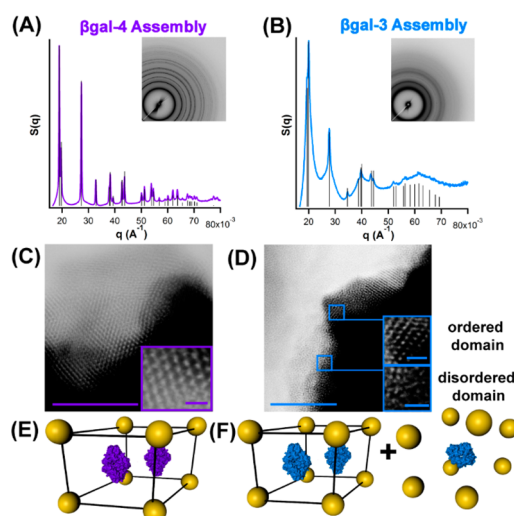 (A) βgal-4 Assembly
S(q)
20 30 40 50 60 70 80x10⁻³
q (A⁻¹)
(B) βgal-3 Assembly
S(q)
20 30 40 50 60 70 80x10⁻³
q (A⁻¹)
(C)
(D)
ordered
domain
disordered
domain
(E)
(F)
+